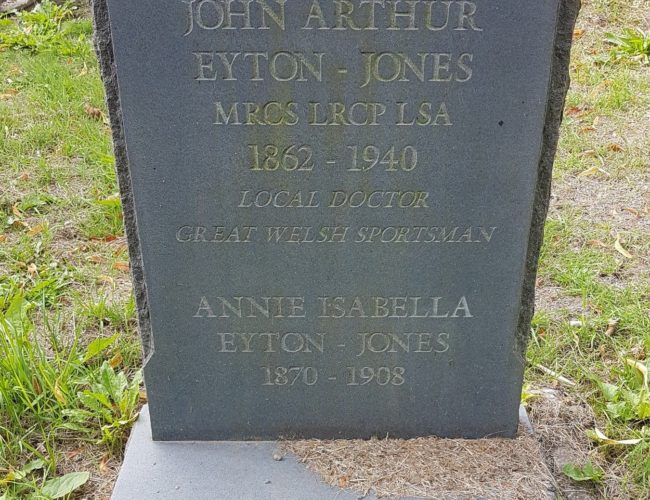 JOHN ARTHUR
EYTON - JONES
MRCS LRCP LSA
1862 - 1940
LOCAL DOCTOR
GREAT WELSH SPORTSMAN
ANNIE ISABELLA
EYTON - JONES
1870 - 1908